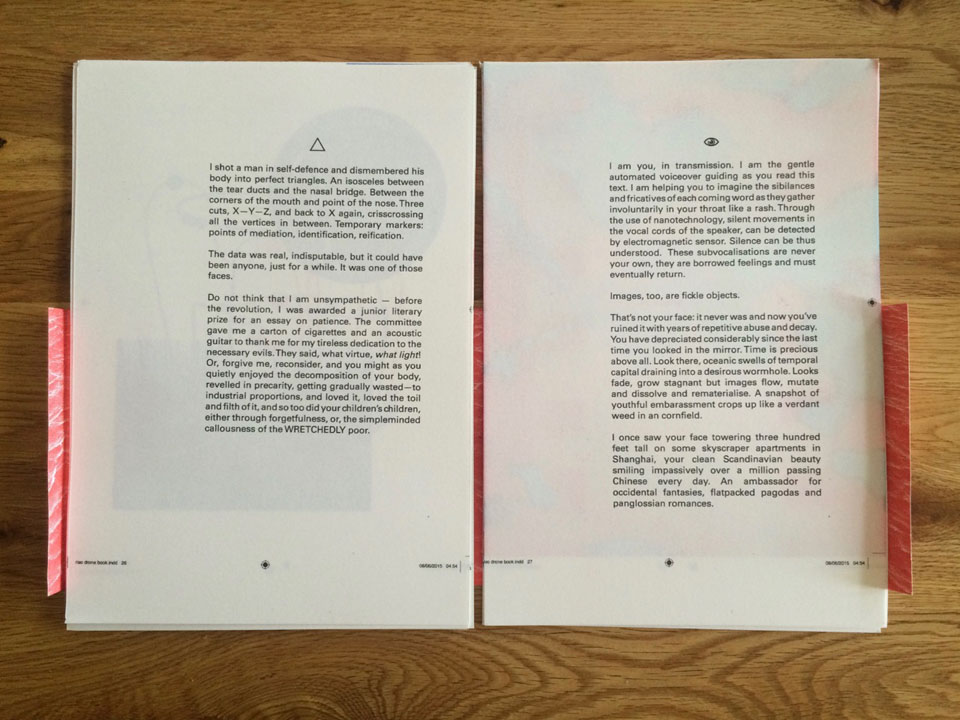 I shot a man in self-defence and dismembered his
body into perfect triangles. An isosceles between
the tear ducts and the nasal bridge. Between the
corners of the mouth and point of the nose. Three
cuts, X—Y—Z, and back to X again, crisscrossing
all the vertices in between. Temporary markers:
points of mediation, identification, reification.
The data was real, indisputable, but it could have
been anyone, just for a while. It was one of those
faces.
Do not think that I am unsympathetic — before
the revolution, I was awarded a junior literary
prize for an essay on patience. The committee
gave me a carton of cigarettes and an acoustic
guitar to thank me for my tireless dedication to the
necessary evils. They said, what virtue, what light!
Or, forgive me, reconsider, and you might as you
quietly enjoyed the decomposition of your body,
revelled in precarity, getting gradually wasted—to
industrial proportions, and loved it, loved the toil
and filth of it, and so too did your children's children,
either through forgetfulness, or, the simpleminded
callousness of the WRETCHEDLY poor.
drone book.indd 26
09/06/2015 04:54
I am you, in transmission. I am the gentle
automated voiceover guiding as you read this
text. I am helping you to imagine the sibilances
and fricatives of each coming word as they gather
involuntarily in your throat like a rash. Through
the use of nanotechnology, silent movements in
the vocal cords of the speaker, can be detected
by electromagnetic sensor. Silence can be thus
understood. These subvocalisations are never
your own, they are borrowed feelings and must
eventually return.
Images, too, are fickle objects.
That's not your face: it never was and now you've
ruined it with years of repetitive abuse and decay.
You have depreciated considerably since the last
time you looked in the mirror. Time is precious
above all. Look there, oceanic swells of temporal
capital draining into a desirous wormhole. Looks
fade, grow stagnant but images flow, mutate
and dissolve and rematerialise. A snapshot of
youthful embarassment crops up like a verdant
weed in an cornfield.
I once saw your face towering three hundred
feet tall on some skyscraper apartments in
Shanghai, your clean Scandinavian beauty
smiling impassively over a million passing
Chinese every day. An ambassador for
occidental fantasies, flatpacked pagodas and
panglossian romances.
drone book.indd 27
09/06/2015 04:54